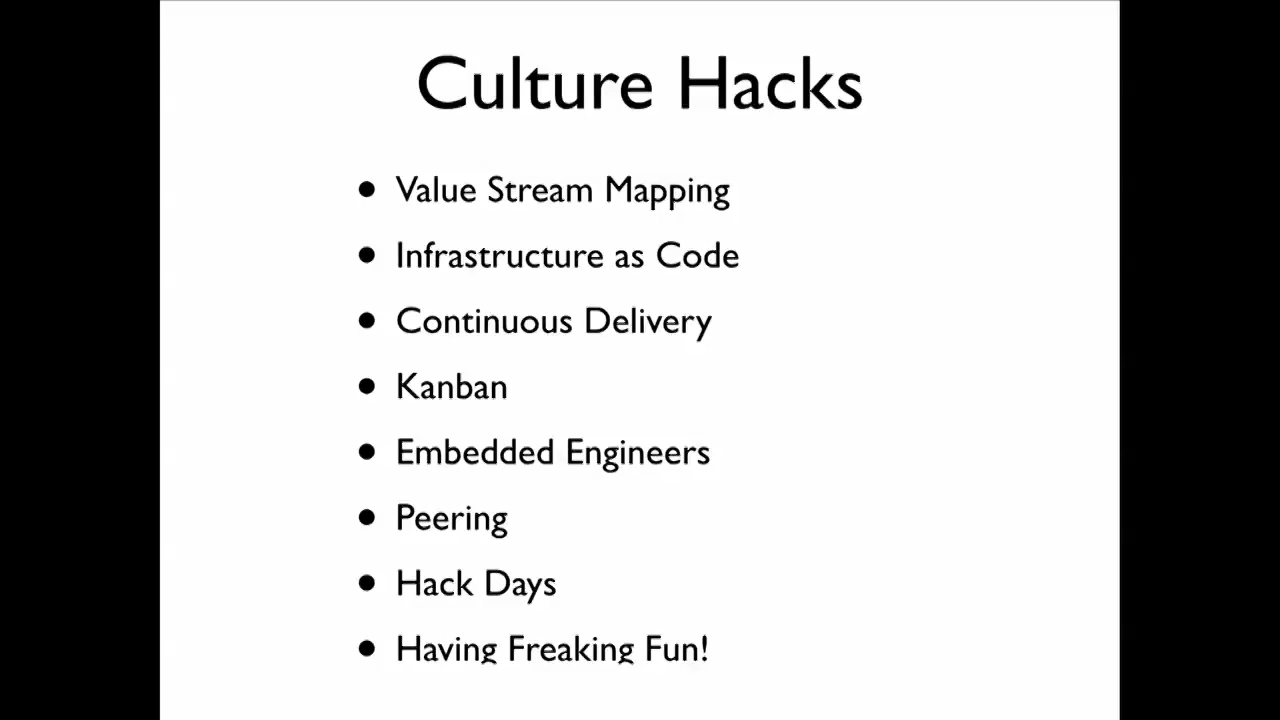 Culture Hacks
• Value Stream Mapping
• Infrastructure as Code
• Continuous Delivery
• Kanban
• Embedded Engineers
• Peering
• Hack Days
• Having Freaking Fun!